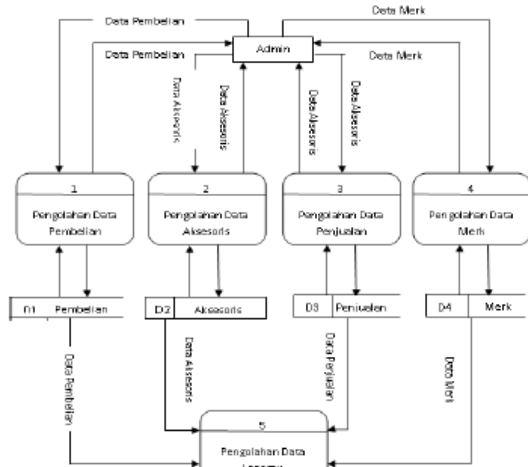 Data Merk
Data Pembelian
Admin
Data Pembelian
Data Merk
Data Aksesoris
Data Aksesoris
Data Aksesoris
Data Aksesoris
1
2
3
4
Pengolahan Data
Pembelian
Pengolahan Data
Aksesoris
Pengolahan Data
Penjualan
Pengolahan Data
Merk
D1 Pembelian
D2 Aksesoris
D3 Penjualan
D4 Merk
Data Pembelian
Data Aksesoris
Data Penjualan
Data Merk
5
Pengolahan Data